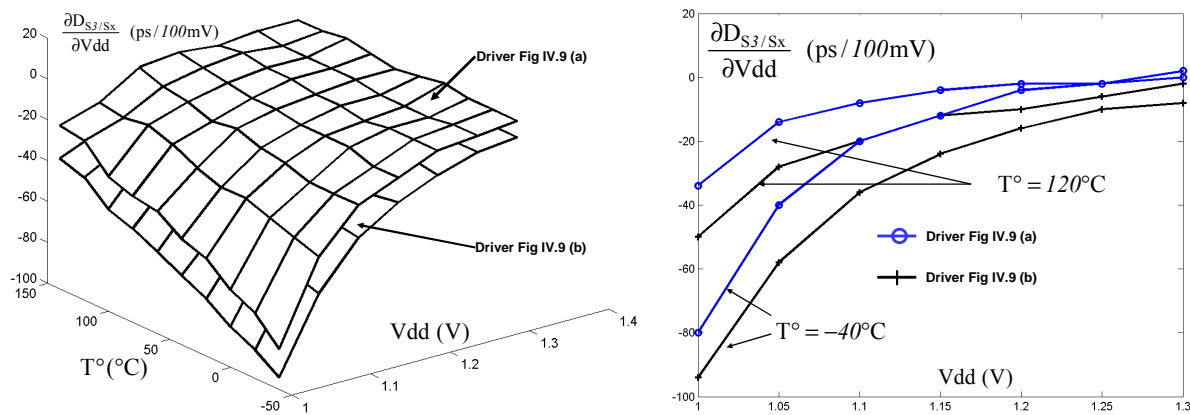 ∂D_S3/Sx/∂Vdd (ps/100mV)
20
0
-20
-40
-60
-80
-100
150
100
50
0
-50
T°(°C)
1
1.1
1.2
1.3
1.4
Vdd (V)
Driver Fig IV.9 (a)
Driver Fig IV.9 (b)
20
0
-20
-40
-60
-80
-100
∂D_S3/Sx/∂Vdd (ps/100mV)
T° = 120°C
Driver Fig IV.9 (a)
Driver Fig IV.9 (b)
T° = −40°C
Vdd (V)
1
1.05
1.1
1.15
1.2
1.25
1.3